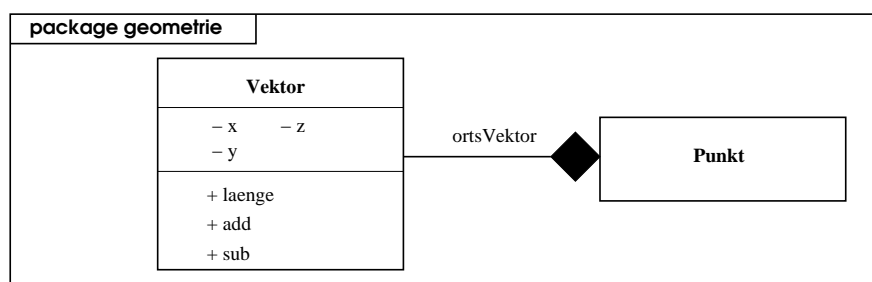 package geometrie
Vektor
− x − z
− y
+ laenge
+ add
+ sub
ortsVektor
Punkt